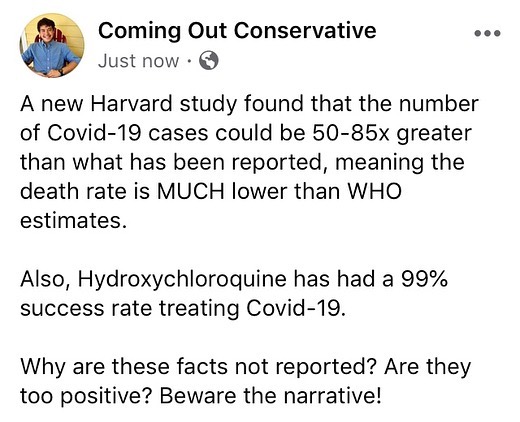 Coming Out Conservative
Just now ·
A new Harvard study found that the number
of Covid-19 cases could be 50-85x greater
than what has been reported, meaning the
death rate is MUCH lower than WHO
estimates.
Also, Hydroxychloroquine has had a 99%
success rate treating Covid-19.
Why are these facts not reported? Are they
too positive? Beware the narrative!